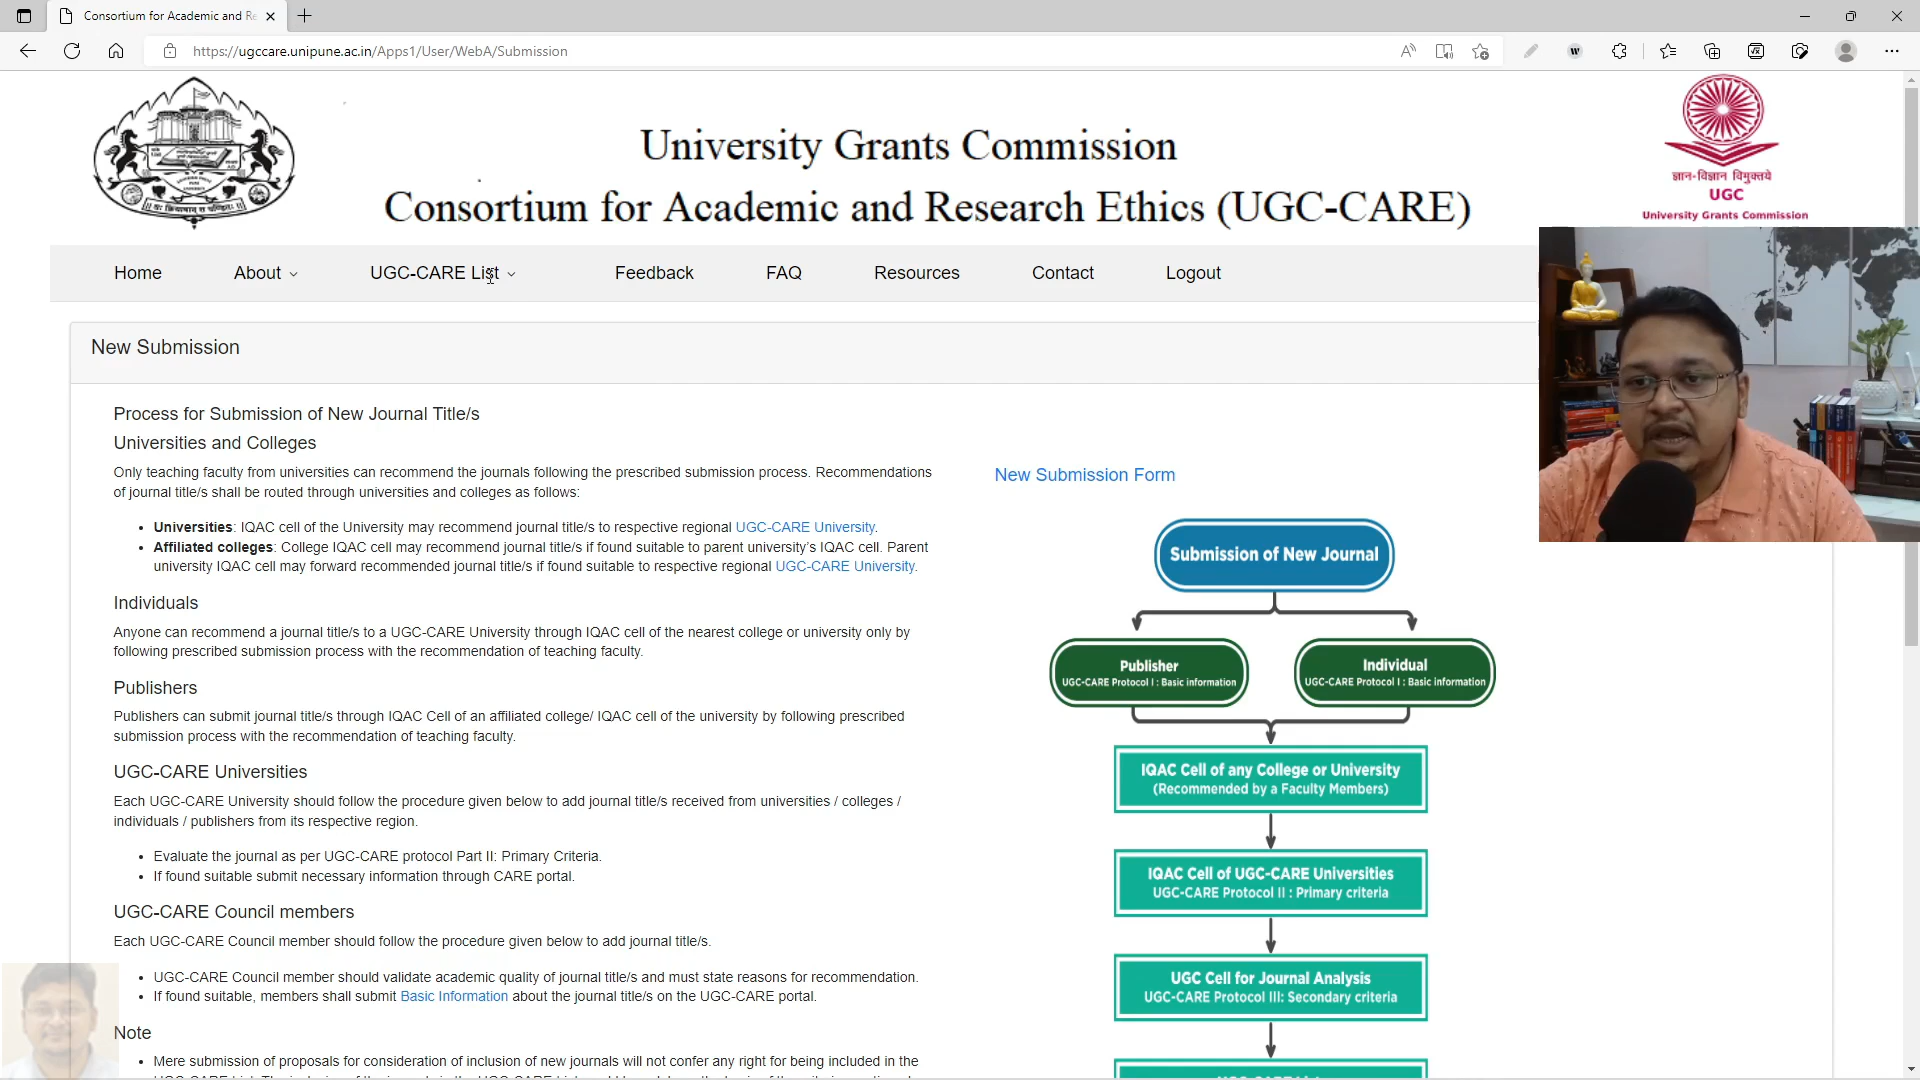 Consortium for Academic and Re
https://ugccare.unipune.ac.in/Apps1/User/WebA/Submission
University Grants Commission
Consortium for Academic and Research Ethics (UGC-CARE)
ज्ञान-विज्ञान विमुक्तये
UGC
University Grants Commission
Home
About
UGC-CARE List
Feedback
FAQ
Resources
Contact
Logout
New Submission
Process for Submission of New Journal Title/s
Universities and Colleges
Only teaching faculty from universities can recommend the journals following the prescribed submission process. Recommendations
of journal title/s shall be routed through universities and colleges as follows:
• Universities: IQAC cell of the University may recommend journal title/s to respective regional UGC-CARE University.
• Affiliated colleges: College IQAC cell may recommend journal title/s if found suitable to parent university's IQAC cell. Parent
university IQAC cell may forward recommended journal title/s if found suitable to respective regional UGC-CARE University.
Individuals
Anyone can recommend a journal title/s to a UGC-CARE University through IQAC cell of the nearest college or university only by
following prescribed submission process with the recommendation of teaching faculty.
Publishers
Publishers can submit journal title/s through IQAC Cell of an affiliated college/ IQAC cell of the university by following prescribed
submission process with the recommendation of teaching faculty.
UGC-CARE Universities
Each UGC-CARE University should follow the procedure given below to add journal title/s received from universities / colleges /
individuals / publishers from its respective region.
• Evaluate the journal as per UGC-CARE protocol Part II: Primary Criteria.
• If found suitable submit necessary information through CARE portal.
UGC-CARE Council members
Each UGC-CARE Council member should follow the procedure given below to add journal title/s.
• UGC-CARE Council member should validate academic quality of journal title/s and must state reasons for recommendation.
• If found suitable, members shall submit Basic Information about the journal title/s on the UGC-CARE portal.
Note
• Mere submission of proposals for consideration of inclusion of new journals will not confer any right for being included in the
New Submission Form
Submission of New Journal
Publisher
UGC-CARE Protocol I : Basic information
Individual
UGC-CARE Protocol I : Basic information
IQAC Cell of any College or University
(Recommended by a Faculty Members)
IQAC Cell of UGC-CARE Universities
UGC-CARE Protocol II : Primary criteria
UGC Cell for Journal Analysis
UGC-CARE Protocol III: Secondary criteria